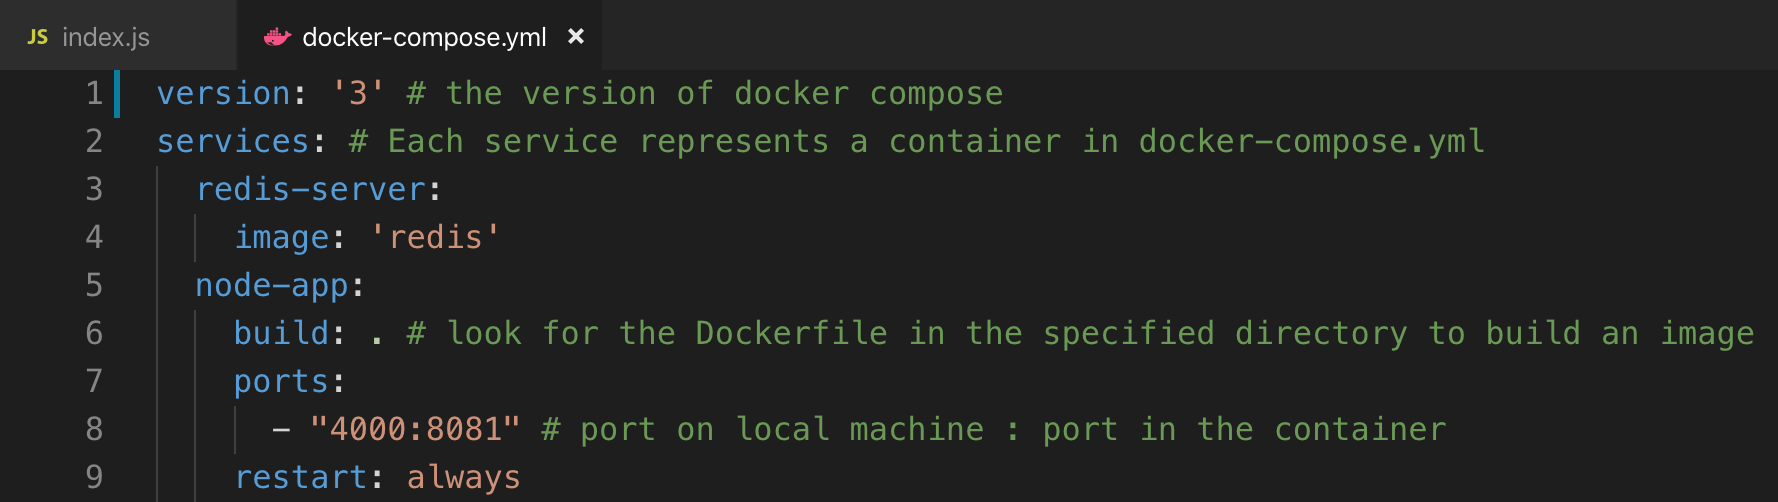 JS index.js docker-compose.yml ×
1 version: '3' # the version of docker compose
2 services: # Each service represents a container in docker-compose.yml
3   redis-server:
4     image: 'redis'
5   node-app:
6     build: . # look for the Dockerfile in the specified directory to build an image
7     ports:
8       - "4000:8081" # port on local machine : port in the container
9     restart: always